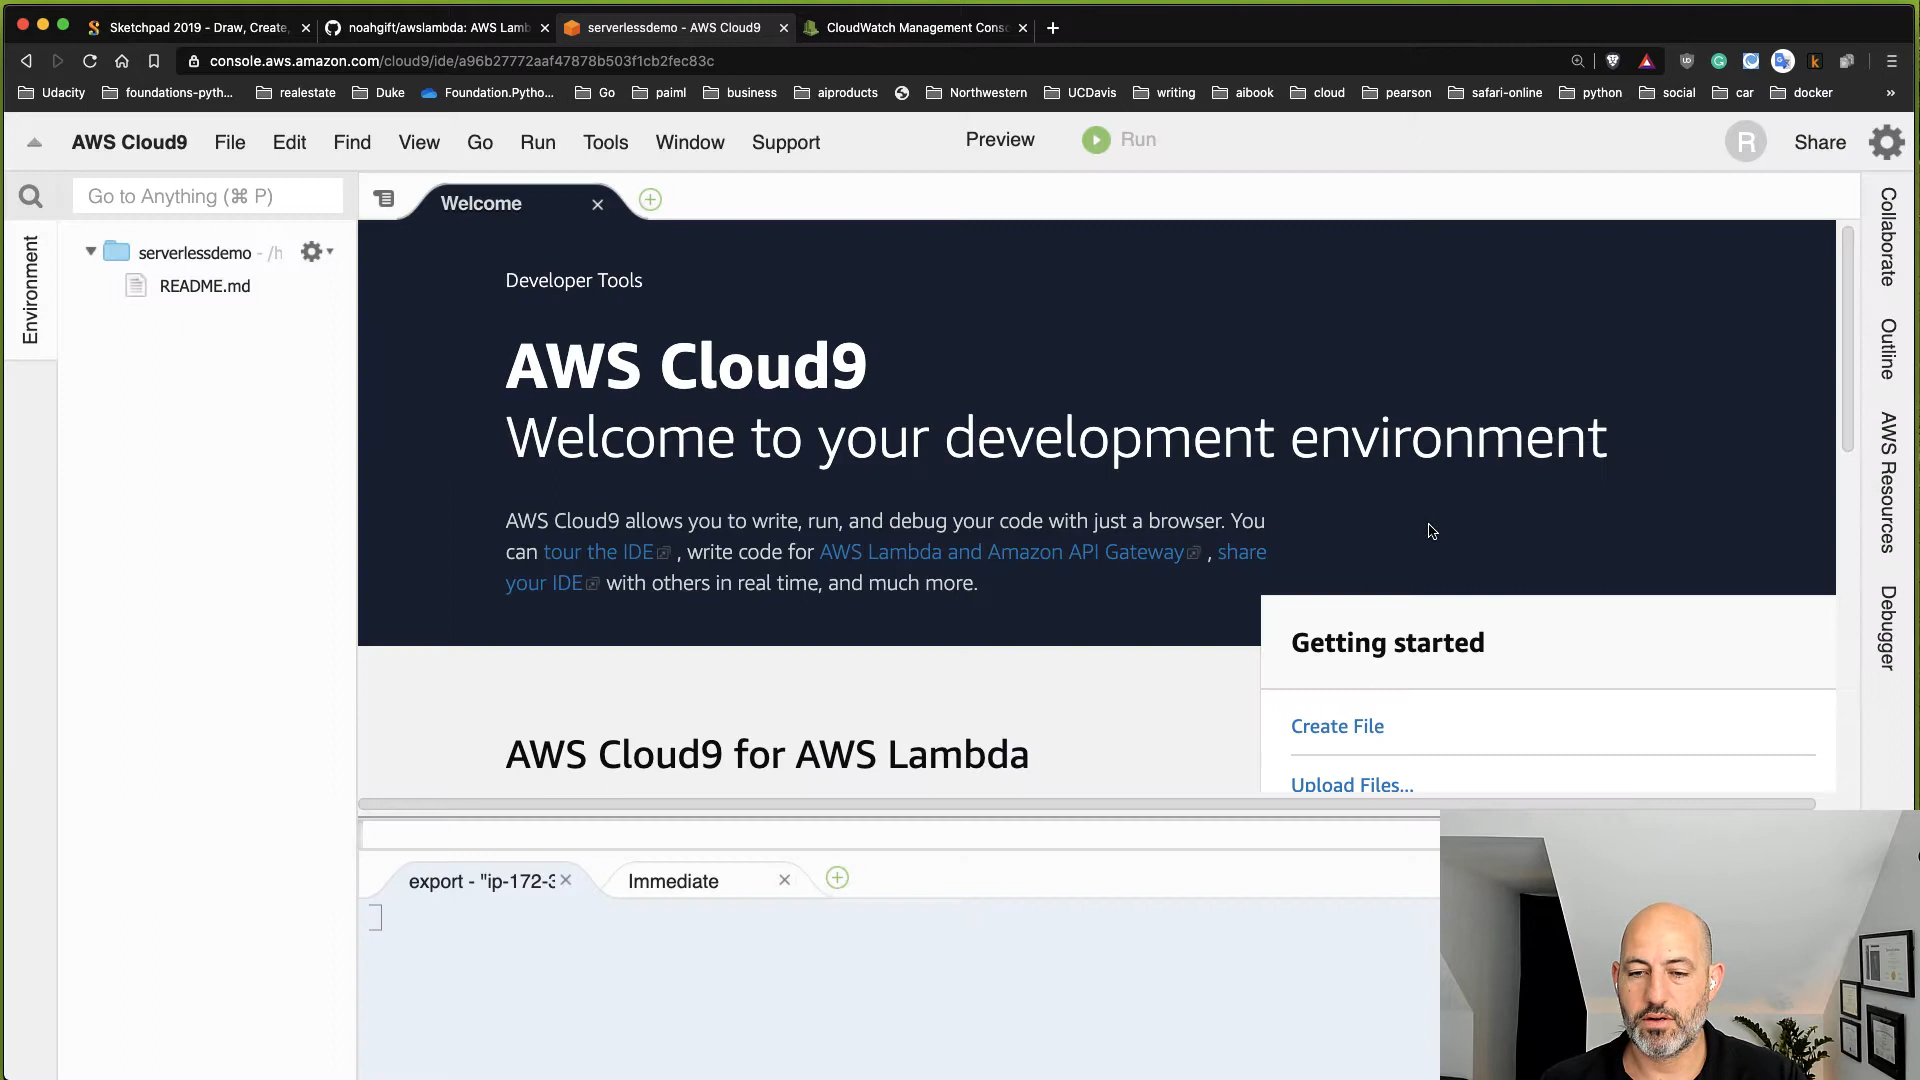 Sketchpad 2019 - Draw, Create,
noahgift/awslambda: AWS Lamb
serverlessdemo - AWS Cloud9
CloudWatch Management Cons
console.aws.amazon.com/cloud9/ide/a96b27772aaf47878b503f1cb2fec83c
Udacity
foundations-pyth...
realestate
Duke
Foundation.Pytho...
Go
paiml
business
aiproducts
Northwestern
UCDavis
writing
aibook
cloud
pearson
safari-online
python
social
car
docker
»
AWS Cloud9 File Edit Find View Go Run Tools Window Support Preview Run R Share
Go to Anything (⌘ P)
Welcome
Environment
serverlessdemo - /h
README.md
Developer Tools
AWS Cloud9
Welcome to your development environment
AWS Cloud9 allows you to write, run, and debug your code with just a browser. You
can tour the IDE , write code for AWS Lambda and Amazon API Gateway , share
your IDE with others in real time, and much more.
Getting started
Create File
Upload Files...
AWS Cloud9 for AWS Lambda
Collaborate
Outline
AWS Resources
Debugger
export - "ip-172-3
Immediate